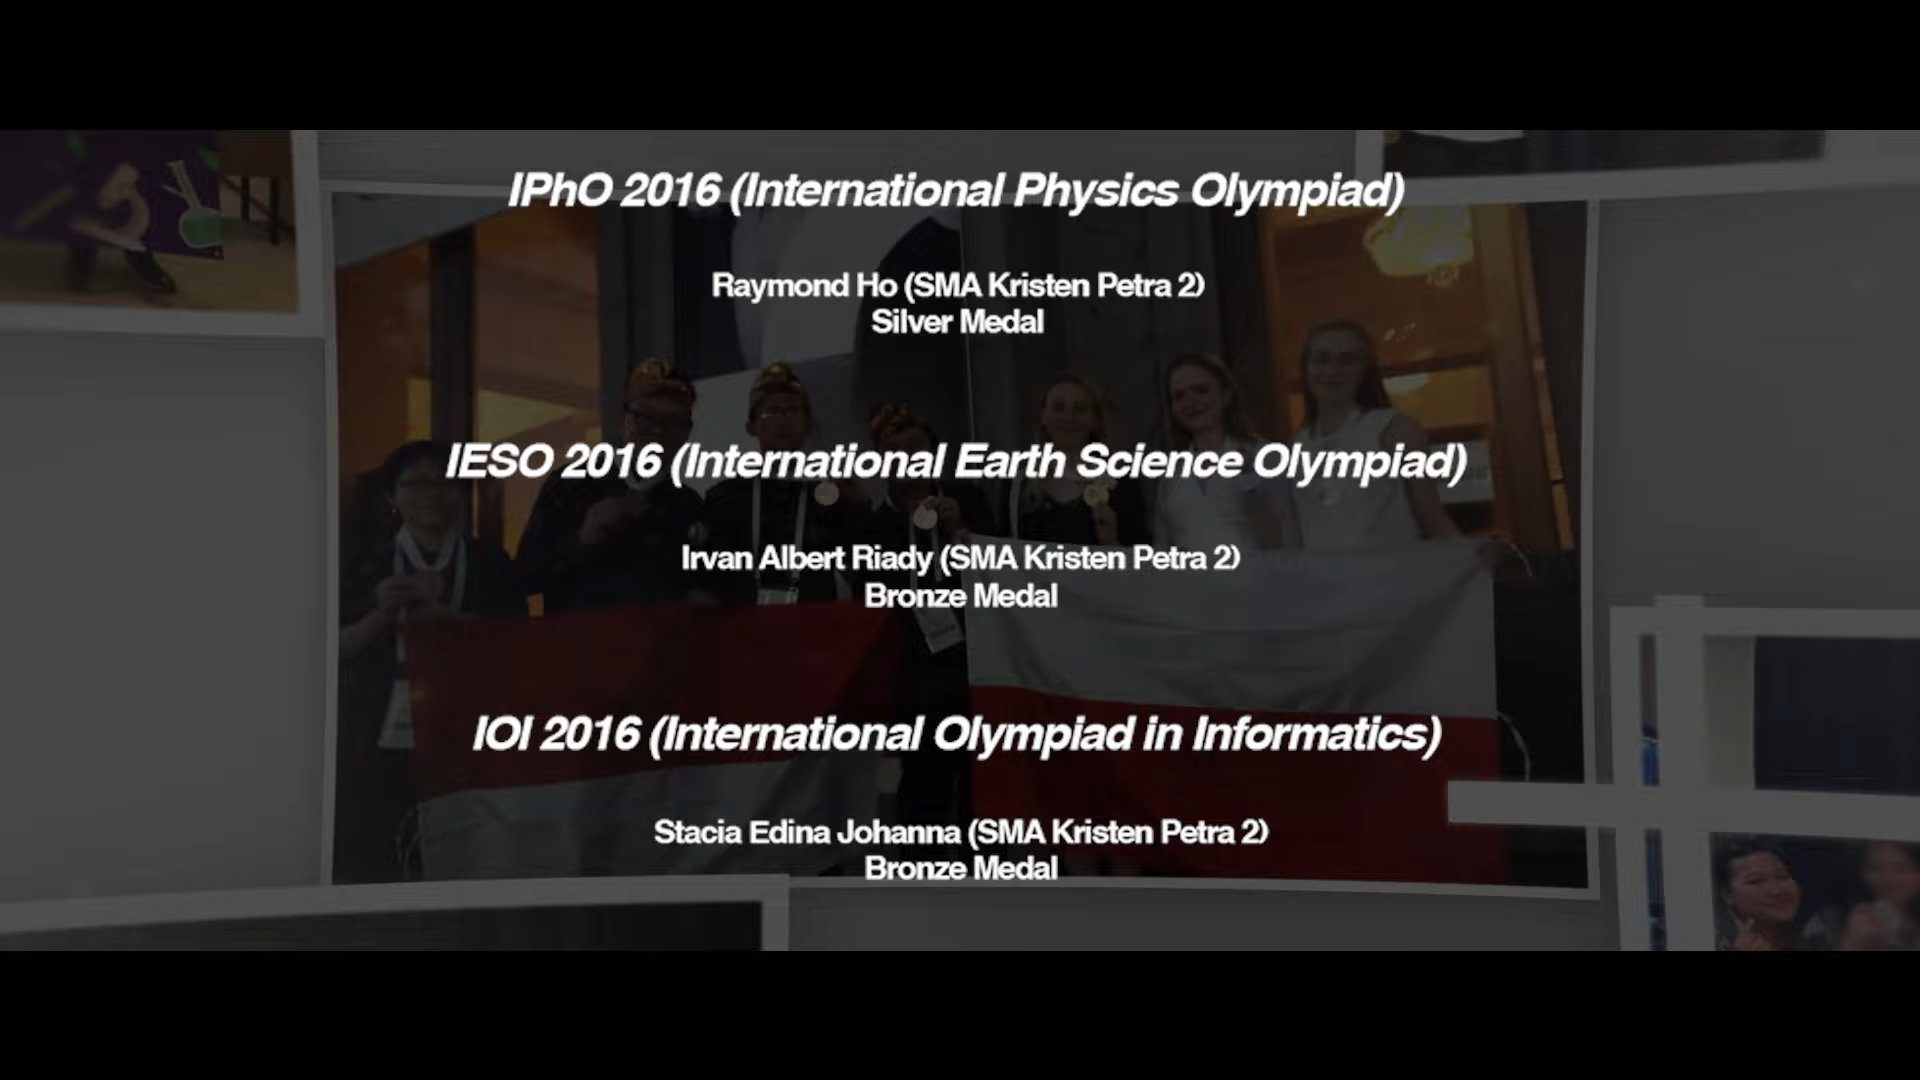 IPhO 2016 (International Physics Olympiad)
Raymond Ho (SMA Kristen Petra 2)
Silver Medal
IESO 2016 (International Earth Science Olympiad)
Irvan Albert Riady (SMA Kristen Petra 2)
Bronze Medal
IOI 2016 (International Olympiad in Informatics)
Stacia Edina Johanna (SMA Kristen Petra 2)
Bronze Medal